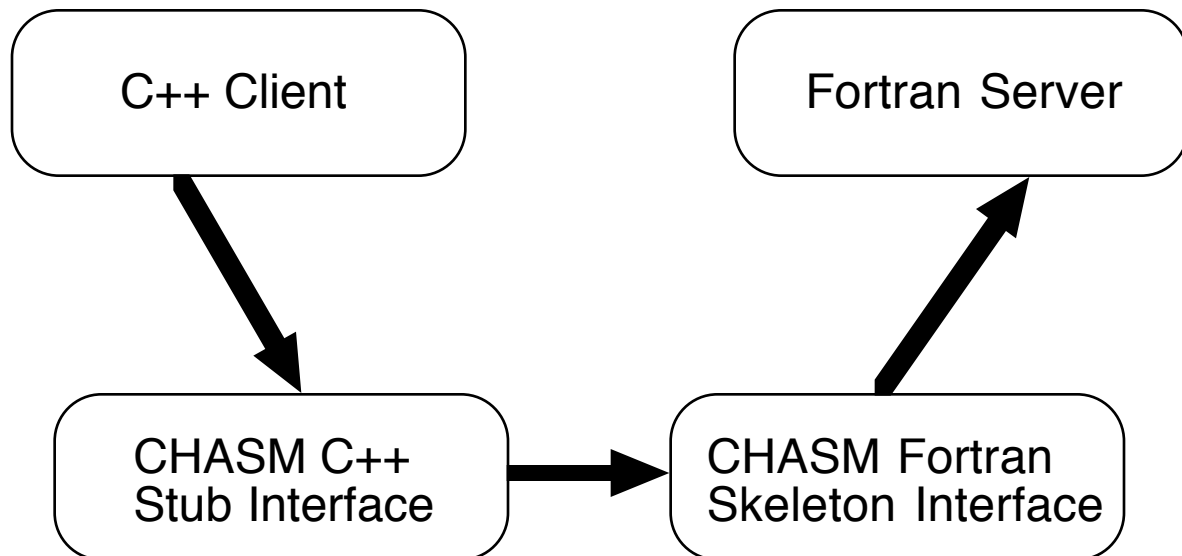 C++ Client
Fortran Server
CHASM C++
Stub Interface
CHASM Fortran
Skeleton Interface